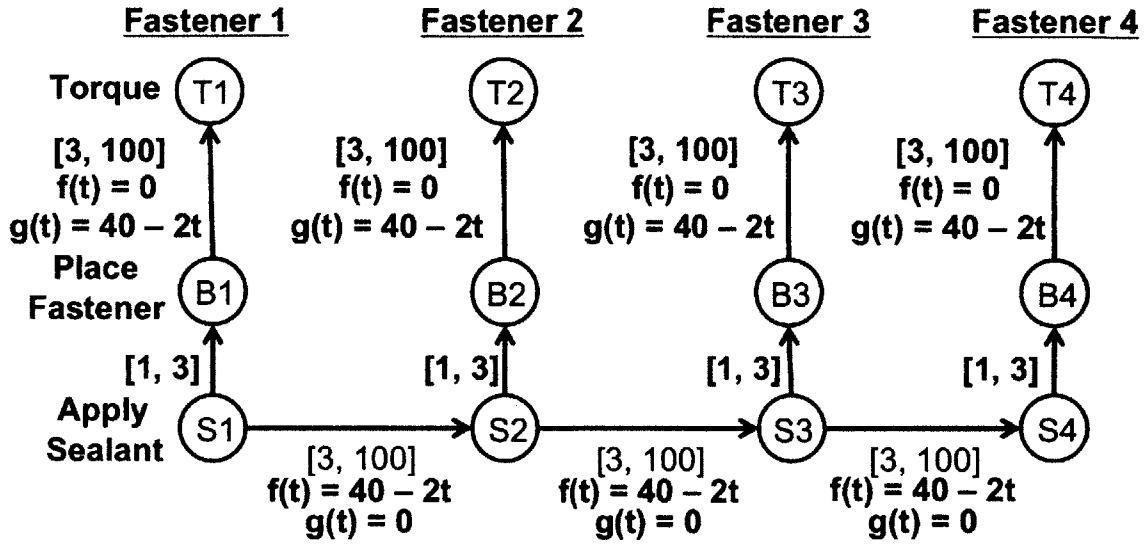 Fastener 1 Fastener 2 Fastener 3 Fastener 4
Torque T1 T2 T3 T4
[3, 100] [3, 100] [3, 100] [3, 100]
f(t) = 0 f(t) = 0 f(t) = 0 f(t) = 0
g(t) = 40 – 2t g(t) = 40 – 2t g(t) = 40 – 2t g(t) = 40 – 2t
Place
Fastener B1 B2 B3 B4
[1, 3] [1, 3] [1, 3] [1, 3]
Apply
Sealant S1 S2 S3 S4
[3, 100] [3, 100] [3, 100]
f(t) = 40 – 2t f(t) = 40 – 2t f(t) = 40 – 2t
g(t) = 0 g(t) = 0 g(t) = 0